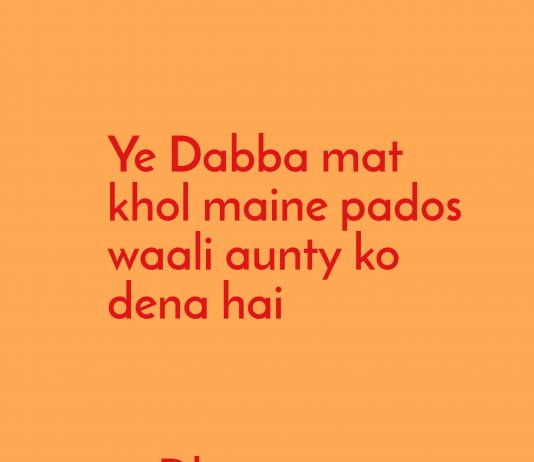 Ye Dabba mat
khol maine pados
waali aunty ko
dena hai